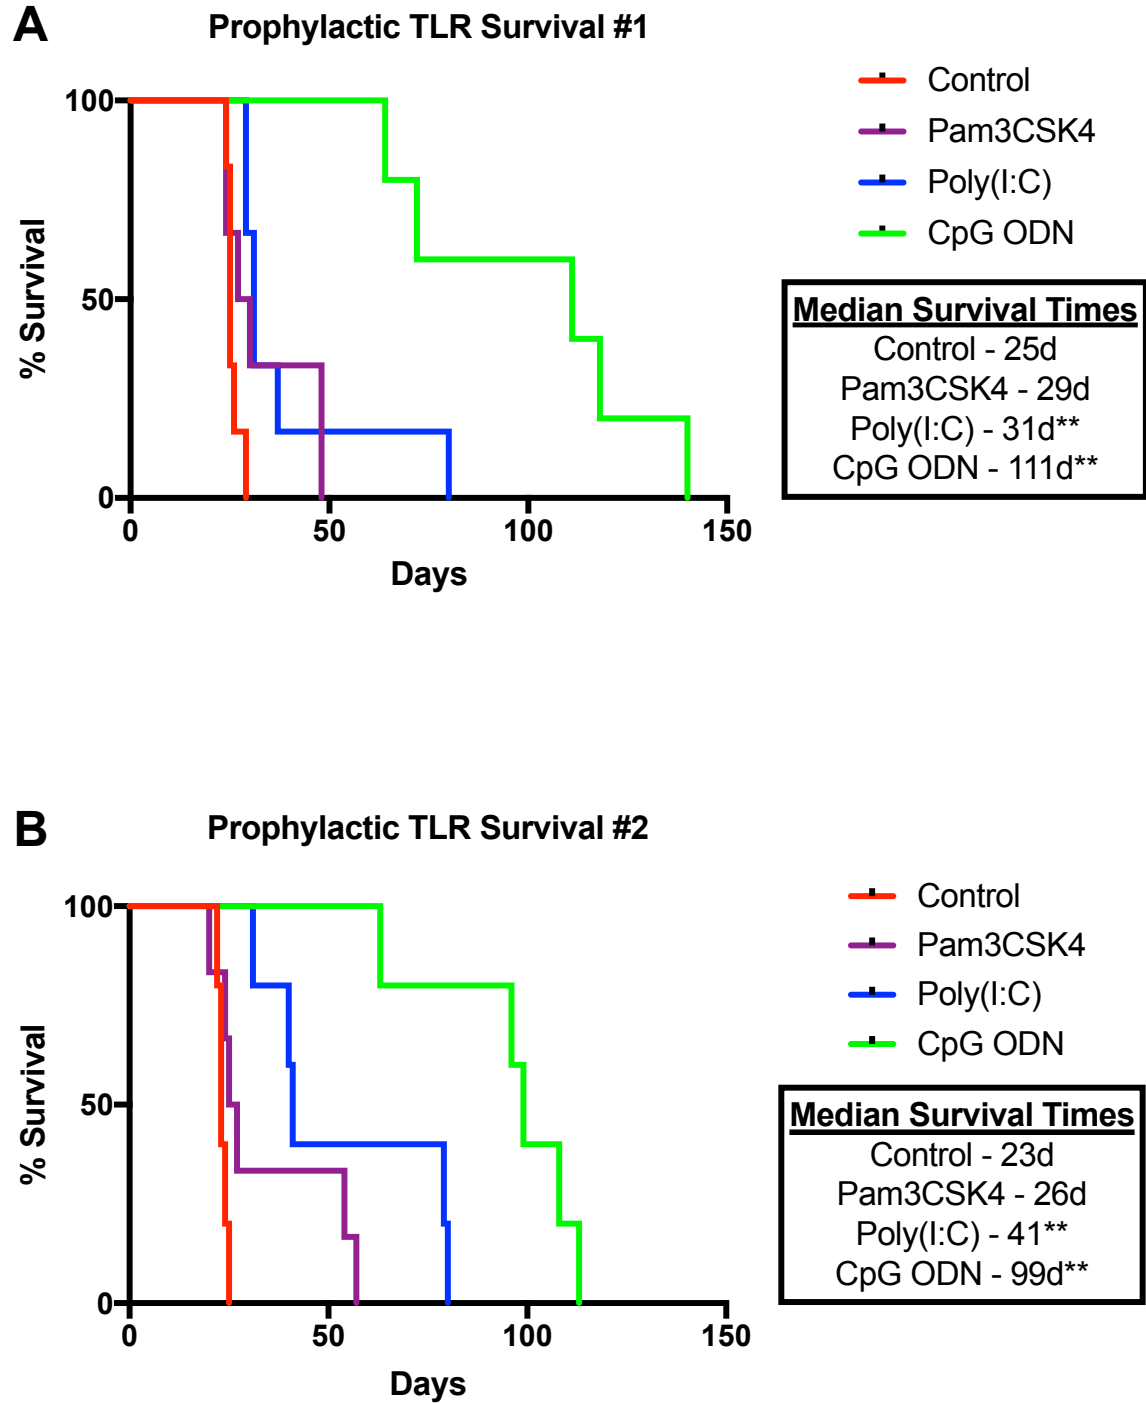 A
Prophylactic TLR Survival #1
100
50
0
% Survival
0 50 100 150
Days
Control
Pam3CSK4
Poly(I:C)
CpG ODN
Median Survival Times
Control - 25d
Pam3CSK4 - 29d
Poly(I:C) - 31d**
CpG ODN - 111d**
B
Prophylactic TLR Survival #2
100
50
0
% Survival
0 50 100 150
Days
Control
Pam3CSK4
Poly(I:C)
CpG ODN
Median Survival Times
Control - 23d
Pam3CSK4 - 26d
Poly(I:C) - 41**
CpG ODN - 99d**